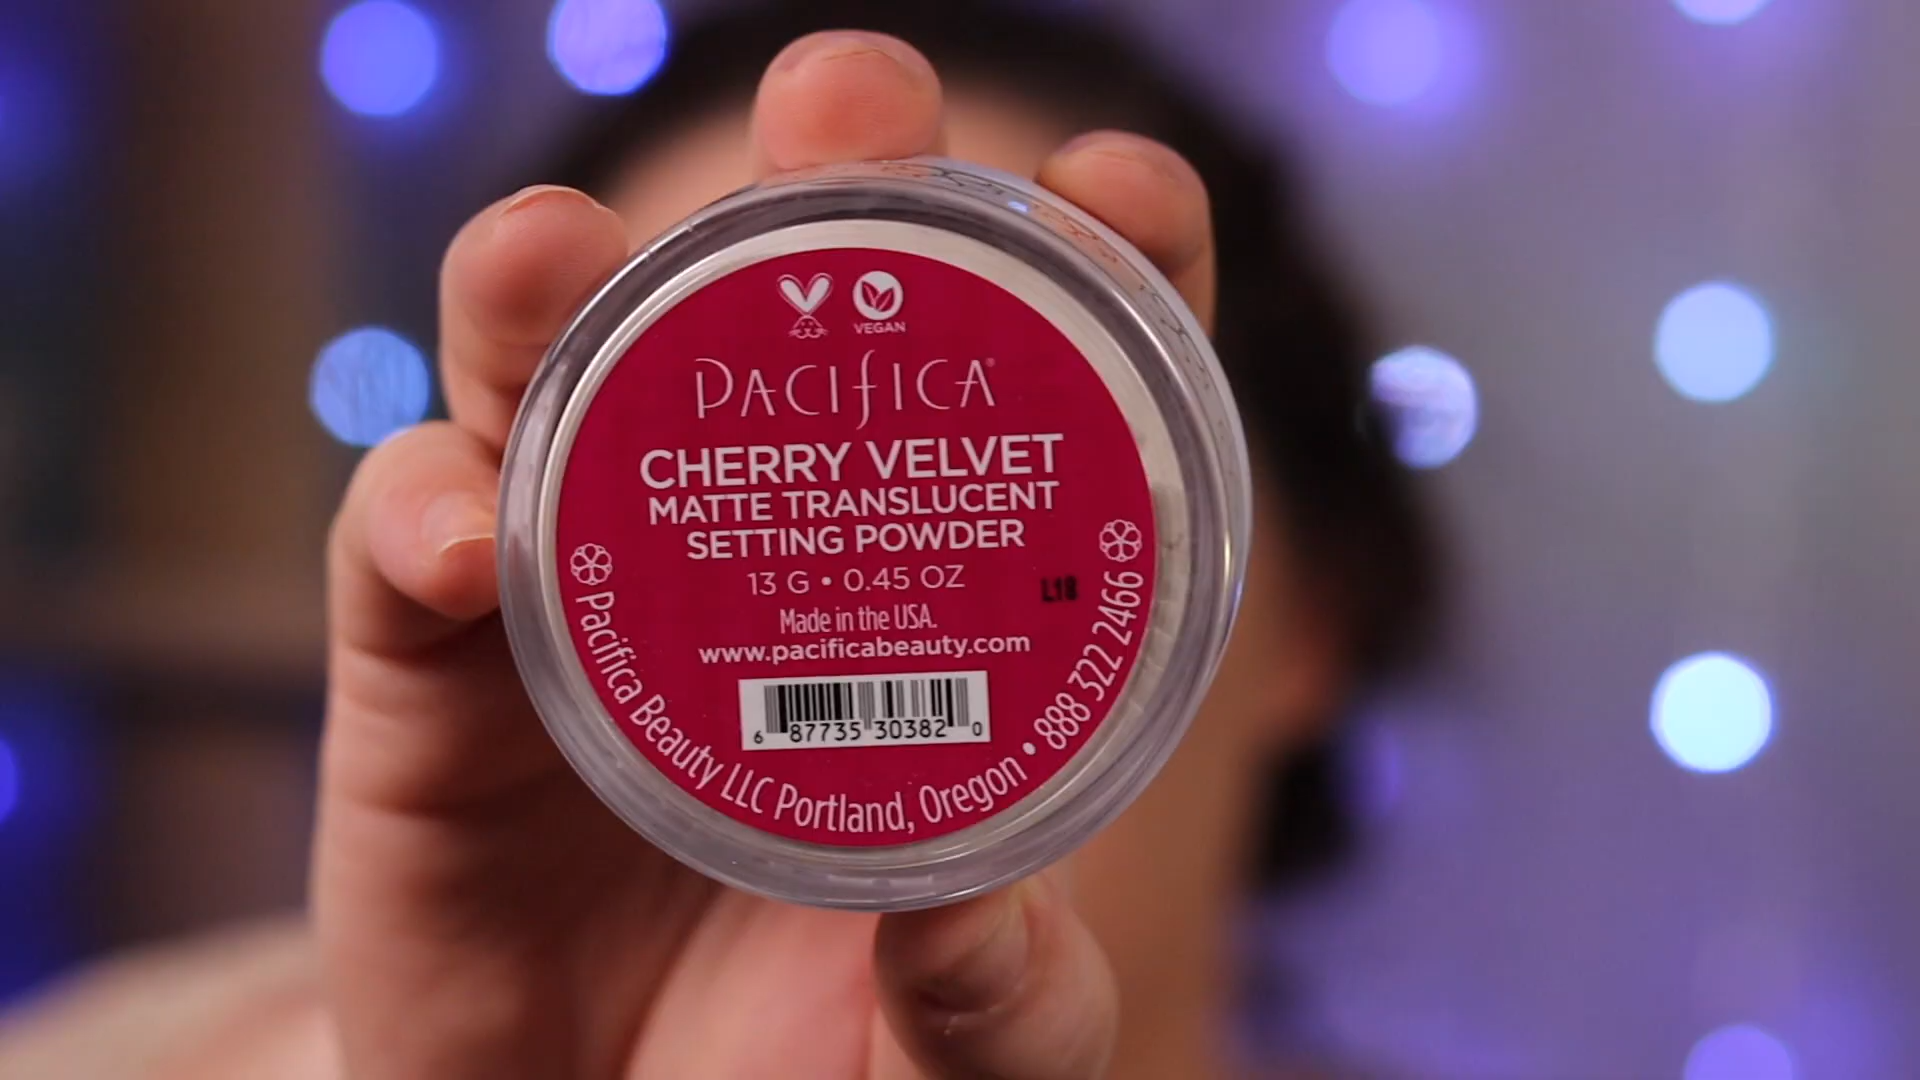 VEGAN
PACIFICA®
CHERRY VELVET
MATTE TRANSLUCENT
SETTING POWDER
13 G • 0.45 OZ
L18
Made in the USA.
www.pacificabeauty.com
6 87735 30382 0
Pacifica Beauty LLC Portland, Oregon • 888 322 2466